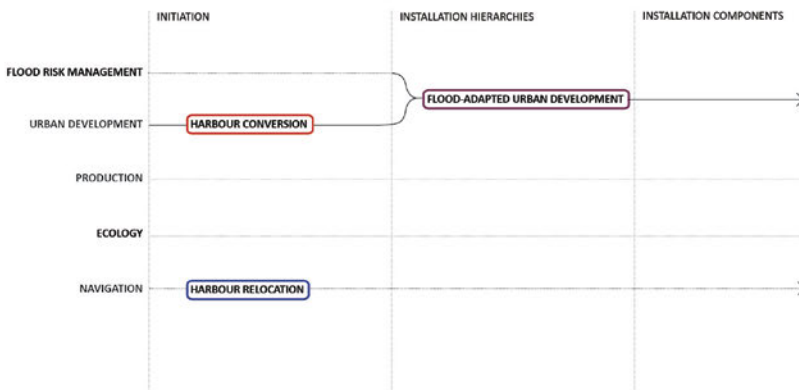 INITIATION
INSTALLATION HIERARCHIES
INSTALLATION COMPONENTS
FLOOD RISK MANAGEMENT
FLOOD-ADAPTED URBAN DEVELOPMENT
URBAN DEVELOPMENT
HARBOUR CONVERSION
PRODUCTION
ECOLOGY
NAVIGATION
HARBOUR RELOCATION